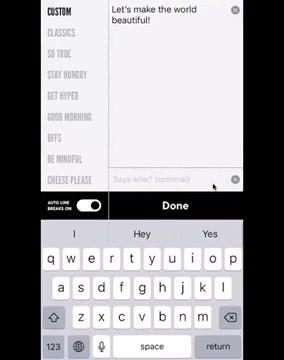 CUSTOM
CLASSICS
SO TRUE
STAY HUNGRY
GET HYPED
GOOD MORNING
BFFS
BE MINDFUL
CHEESE PLEASE
Let's make the world
beautiful!
Says who? (optional)
AUTO LINE
BREAKS ON
Done
I Hey Yes
q w e r t y u i o p
a s d f g h j k l
z x c v b n m
123 space return